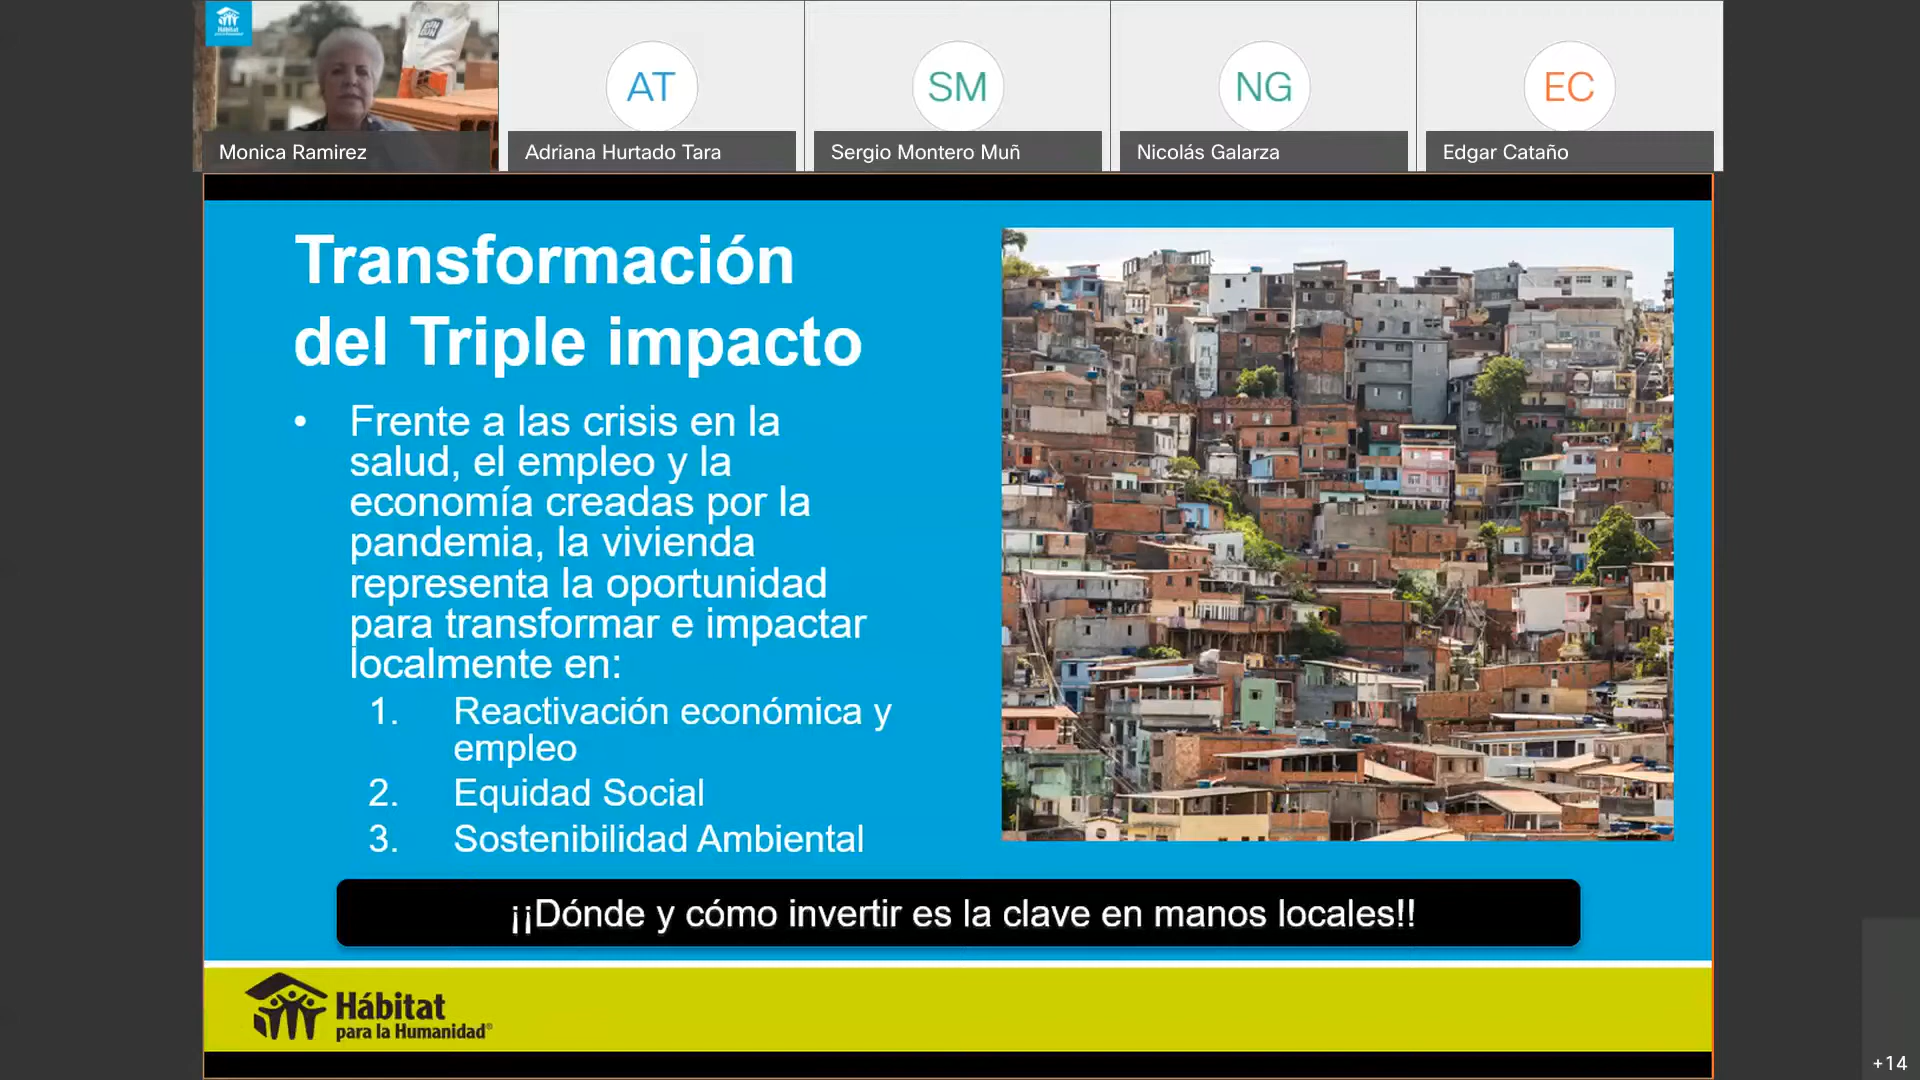 Hábitat
Monica Ramirez
AT
Adriana Hurtado Tara
SM
Sergio Montero Muñ
NG
Nicolás Galarza
EC
Edgar Cataño
Transformación
del Triple impacto
• Frente a las crisis en la
salud, el empleo y la
economía creadas por la
pandemia, la vivienda
representa la oportunidad
para transformar e impactar
localmente en:
1. Reactivación económica y
empleo
2. Equidad Social
3. Sostenibilidad Ambiental
¡¡Dónde y cómo invertir es la clave en manos locales!!
Hábitat
para la Humanidad®
+14